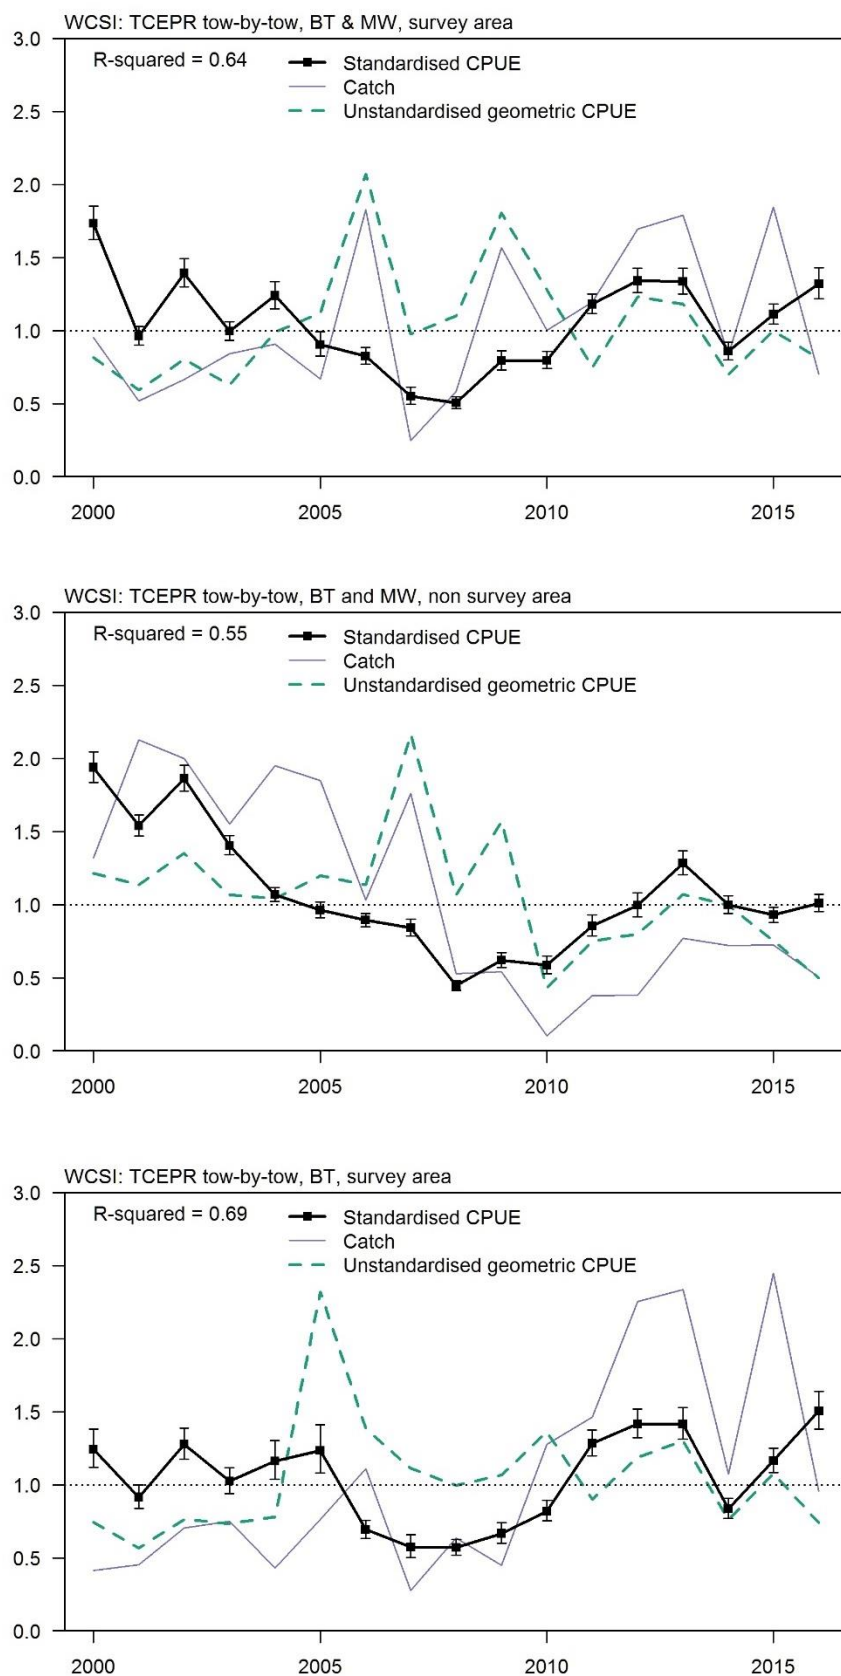 WCSI: TCEPR tow-by-tow, BT & MW, survey area
3.0
R-squared = 0.64
Standardised CPUE
Catch
Unstandardised geometric CPUE
2.5
2.0
1.5
1.0
0.5
0.0
2000 2005 2010 2015
WCSI: TCEPR tow-by-tow, BT and MW, non survey area
3.0
R-squared = 0.55
Standardised CPUE
Catch
Unstandardised geometric CPUE
2.5
2.0
1.5
1.0
0.5
0.0
2000 2005 2010 2015
WCSI: TCEPR tow-by-tow, BT, survey area
3.0
R-squared = 0.69
Standardised CPUE
Catch
Unstandardised geometric CPUE
2.5
2.0
1.5
1.0
0.5
0.0
2000 2005 2010 2015